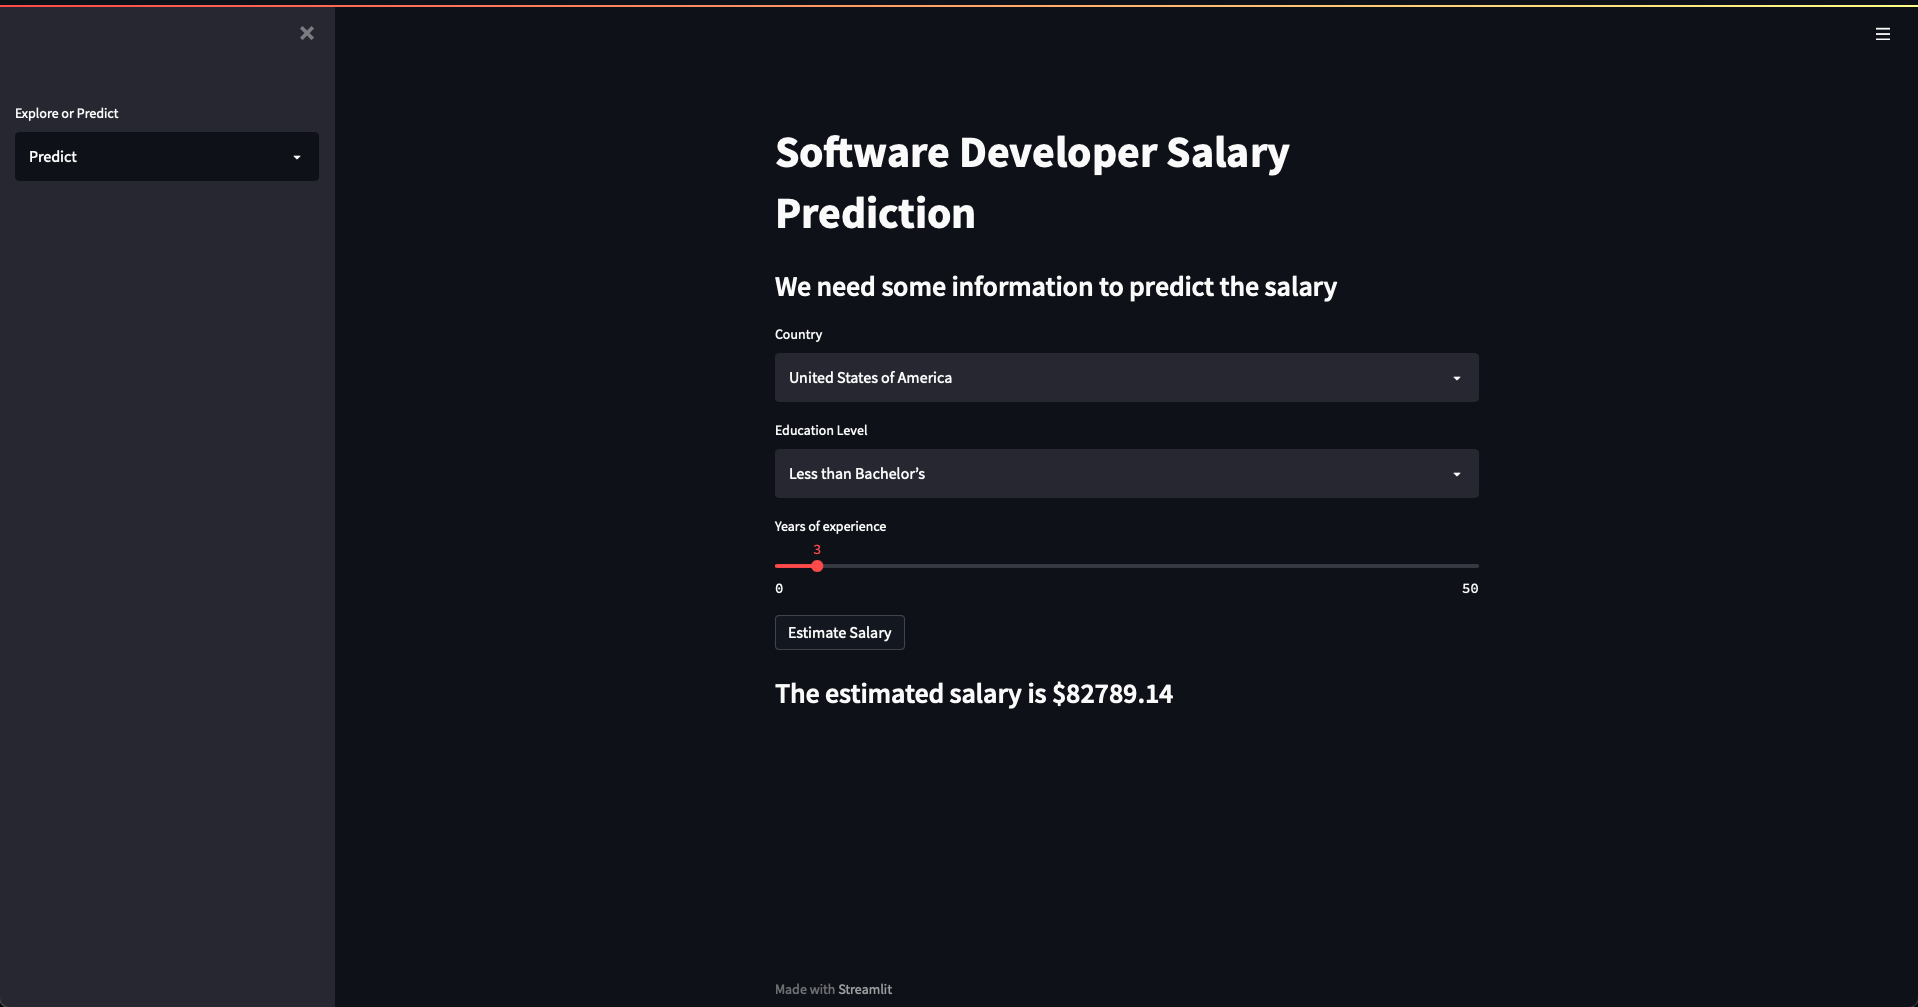 Explore or Predict
Predict
Software Developer Salary
Prediction
We need some information to predict the salary
Country
United States of America
Education Level
Less than Bachelor’s
Years of experience
3
0 50
Estimate Salary
The estimated salary is $82789.14
Made with Streamlit